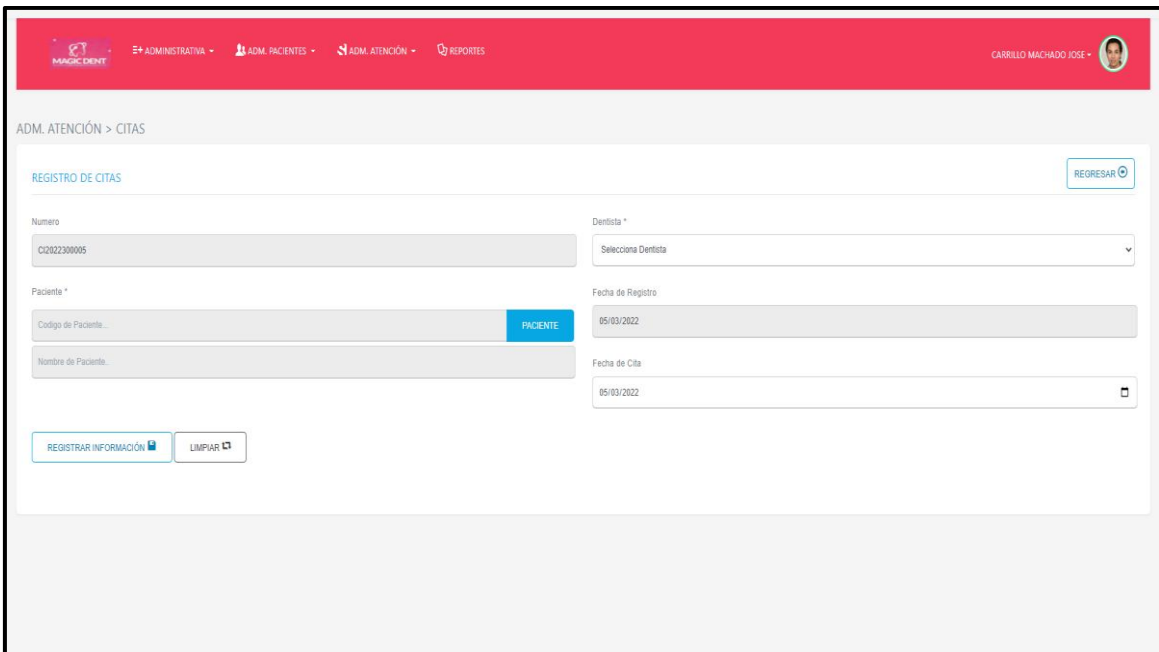 MAGIC DENT
ADMINISTRATIVA
ADM. PACIENTES
ADM. ATENCIÓN
REPORTES
CARRILLO MACHADO JOSE
ADM. ATENCIÓN > CITAS
REGISTRO DE CITAS
REGRESAR
Numero
CI2022300005
Dentista *
Selecciona Dentista
Paciente *
Codigo de Paciente...
PACIENTE
Nombre de Paciente..
Fecha de Registro
05/03/2022
Fecha de Cita
05/03/2022
REGISTRAR INFORMACIÓN
LIMPIAR